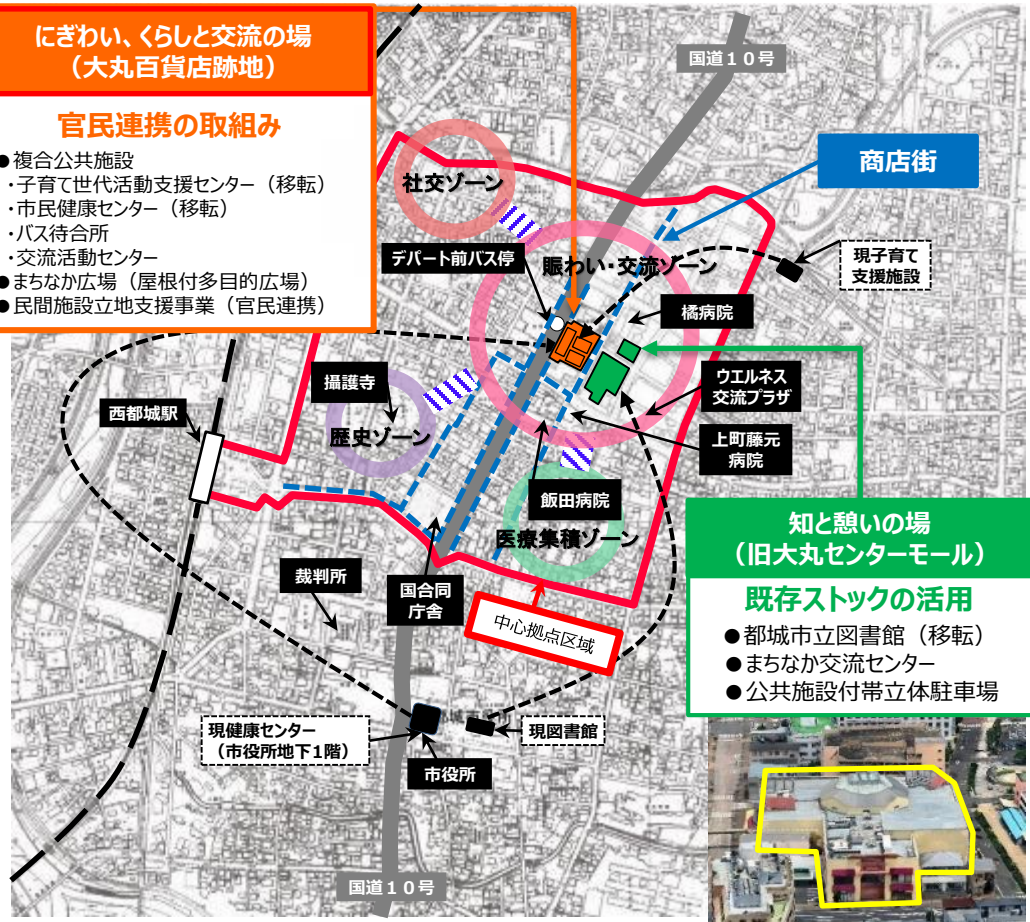 にぎわい、くらしと交流の場
（大丸百貨店跡地）
官民連携の取組み
●複合公共施設
・子育て世代活動支援センター（移転）
・市民健康センター（移転）
・バス待合所
・交流活動センター
●まちなか広場（屋根付多目的広場）
●民間施設立地支援事業（官民連携）
国道１０号
商店街
社交ゾーン
デパート前バス停
賑わい・交流ゾーン
現子育て
支援施設
橘病院
攝護寺
ウエルネス
交流プラザ
西都城駅
歴史ゾーン
上町藤元
病院
飯田病院
医療集積ゾーン
知と憩いの場
（旧大丸センターモール）
既存ストックの活用
●都城市立図書館（移転）
●まちなか交流センター
●公共施設付帯立体駐車場
裁判所
国合同
庁舎
中心拠点区域
現健康センター
（市役所地下1階）
現図書館
市役所
国道１０号